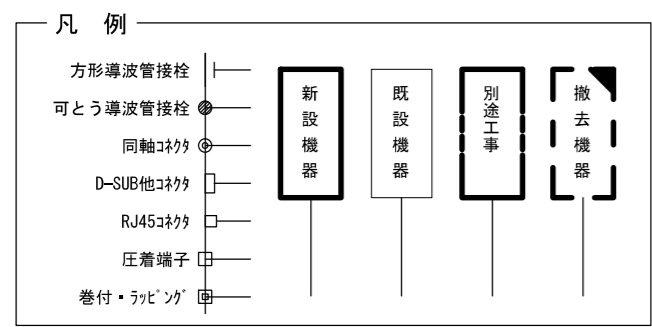 凡 例
方形導波管接栓
可とう導波管接栓
同軸ｺﾈｸﾀ
D-SUB他ｺﾈｸﾀ
RJ45ｺﾈｸﾀ
圧着端子
巻付・ﾗｯﾋﾟﾝｸﾞ
新設機器
既設機器
別途工事
撤去機器